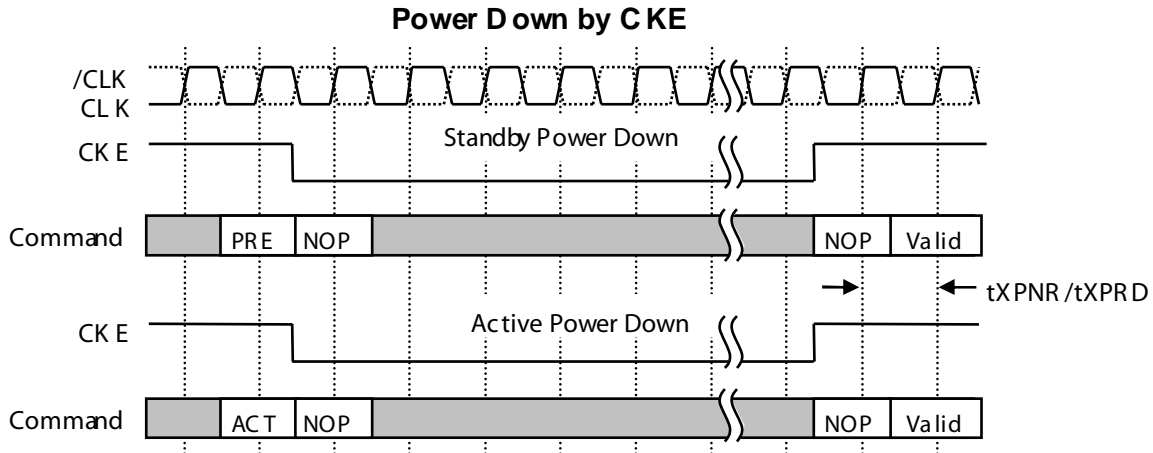 Power Down by CKE
/CLK
CLK
CKE
Standby Power Down
Command
PRE
NOP
NOP
Valid
tXPNR/tXPRD
CKE
Active Power Down
Command
ACT
NOP
NOP
Valid